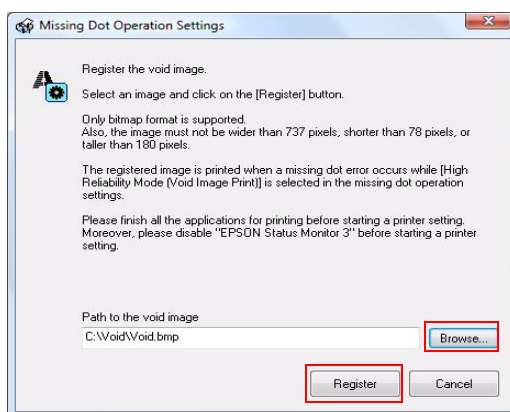 Missing Dot Operation Settings
Register the void image.
Select an image and click on the [Register] button.
Only bitmap format is supported.
Also, the image must not be wider than 737 pixels, shorter than 78 pixels, or
taller than 180 pixels.
The registered image is printed when a missing dot error occurs while [High
Reliability Mode (Void Image Print)] is selected in the missing dot operation
settings.
Please finish all the applications for printing before starting a printer setting.
Moreover, please disable "EPSON Status Monitor 3" before starting a printer
setting.
Path to the void image
C:\Void\Void.bmp
Browse...
Register
Cancel